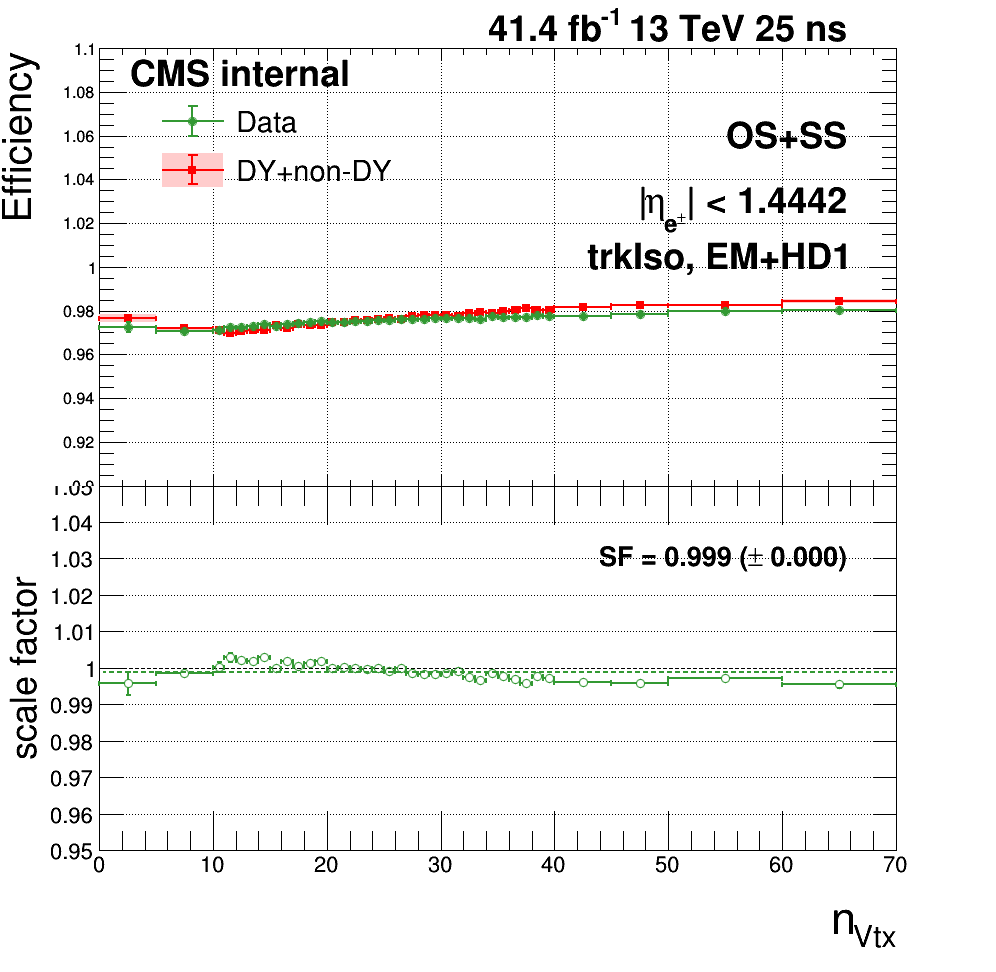 41.4 fb⁻¹ 13 TeV 25 ns
Efficiency
CMS internal
Data
DY+non-DY
OS+SS
|η_e±| < 1.4442
trkIso, EM+HD1
1.1
1.08
1.06
1.04
1.02
1
0.98
0.96
0.94
0.92
scale factor
SF = 0.999 (± 0.000)
1.04
1.03
1.02
1.01
1
0.99
0.98
0.97
0.96
0.95
0 10 20 30 40 50 60 70
n_Vtx